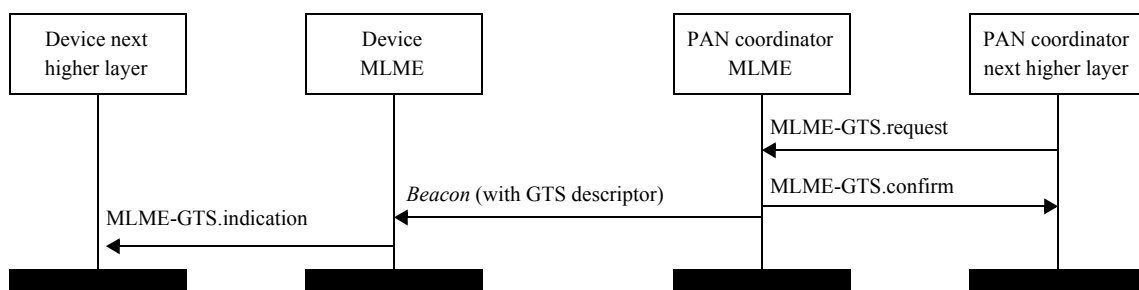 Device next
higher layer
Device
MLME
PAN coordinator
MLME
PAN coordinator
next higher layer
MLME-GTS.request
MLME-GTS.confirm
Beacon (with GTS descriptor)
MLME-GTS.indication